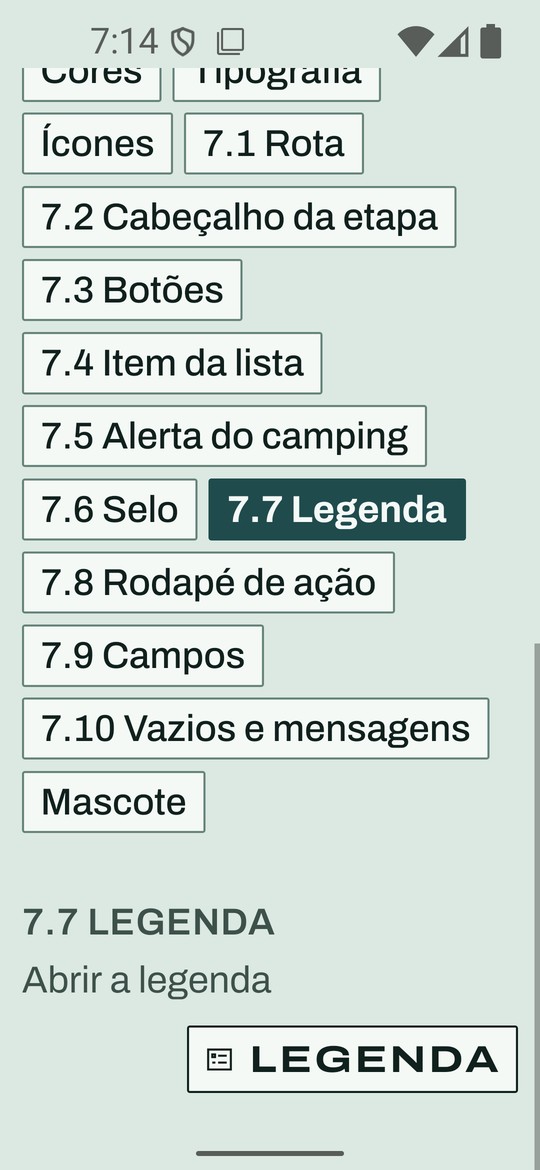 7:14
Cores Tipografia
Ícones 7.1 Rota
7.2 Cabeçalho da etapa
7.3 Botões
7.4 Item da lista
7.5 Alerta do camping
7.6 Selo 7.7 Legenda
7.8 Rodapé de ação
7.9 Campos
7.10 Vazios e mensagens
Mascote
7.7 LEGENDA
Abrir a legenda
LEGENDA